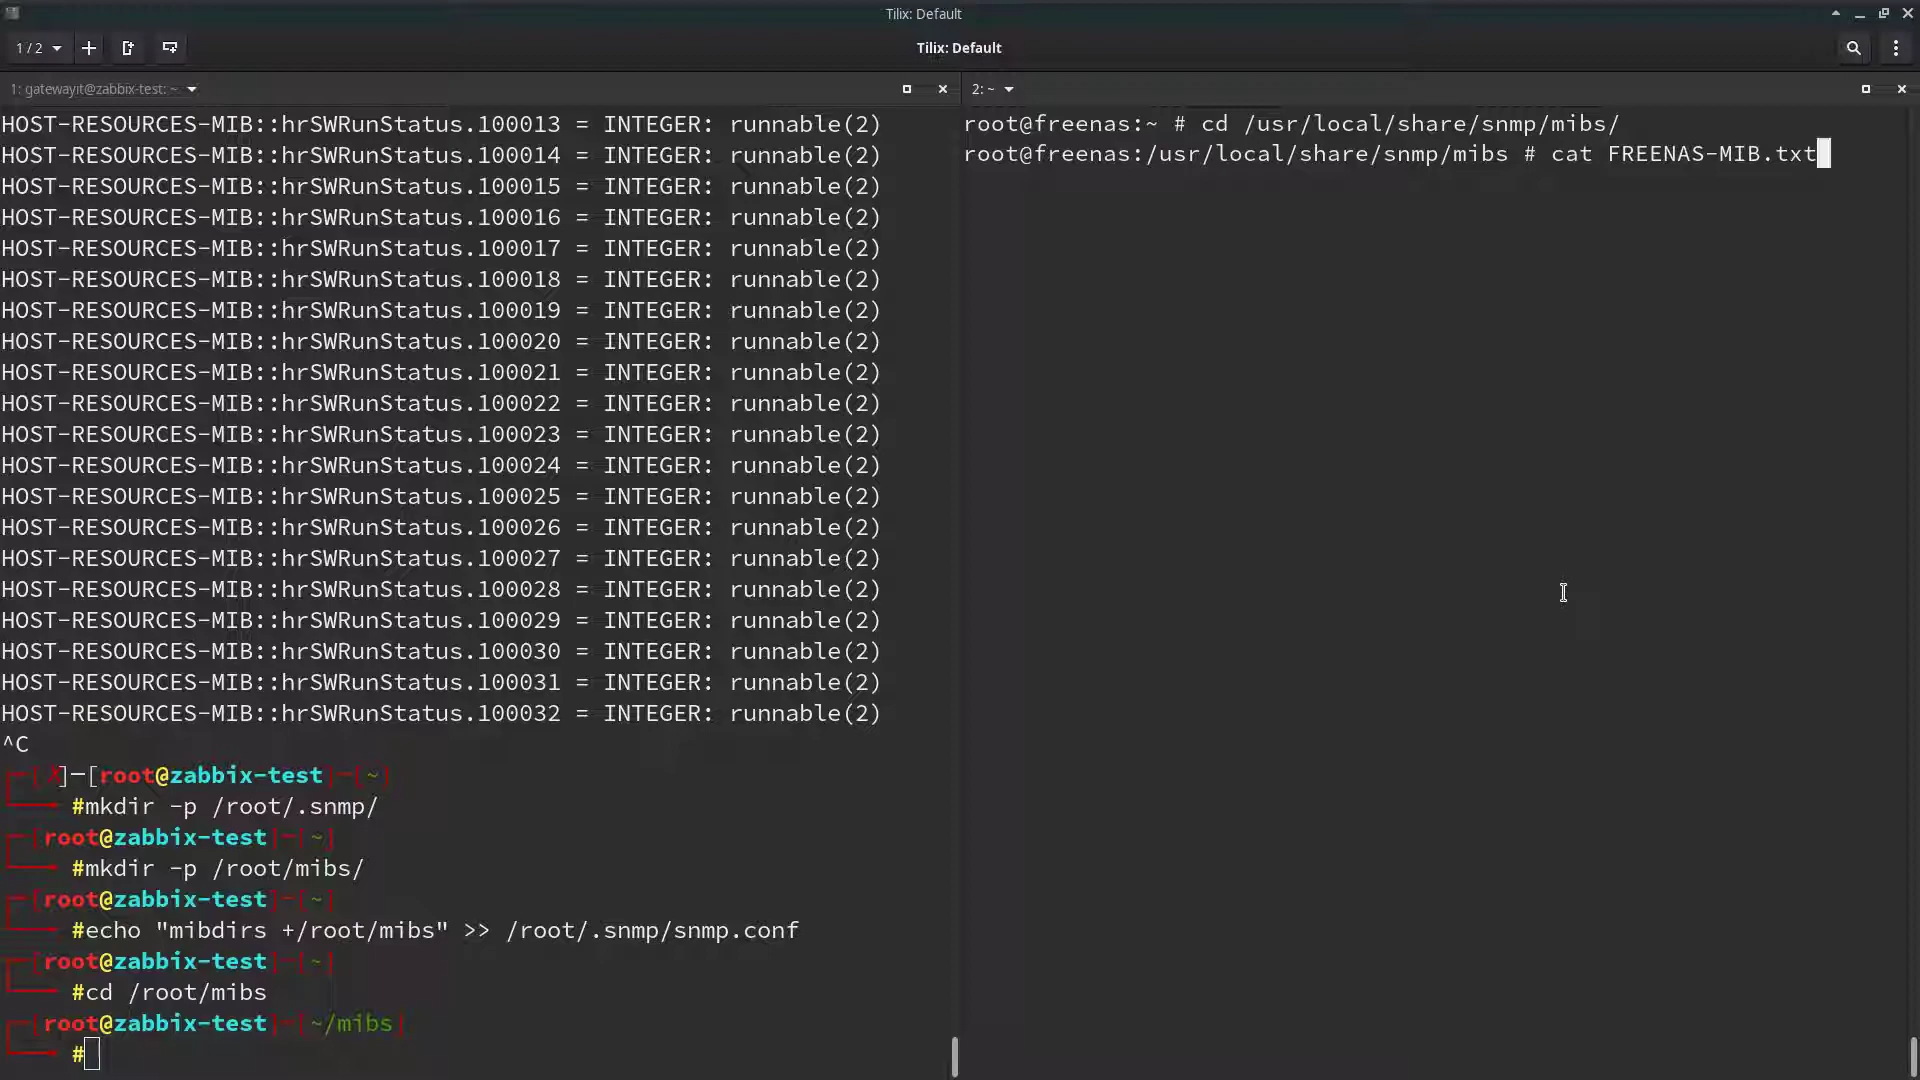 Tilix: Default
1 / 2
Tilix: Default
1: gatewayit@zabbix-test: ~
HOST-RESOURCES-MIB::hrSWRunStatus.100013 = INTEGER: runnable(2)
HOST-RESOURCES-MIB::hrSWRunStatus.100014 = INTEGER: runnable(2)
HOST-RESOURCES-MIB::hrSWRunStatus.100015 = INTEGER: runnable(2)
HOST-RESOURCES-MIB::hrSWRunStatus.100016 = INTEGER: runnable(2)
HOST-RESOURCES-MIB::hrSWRunStatus.100017 = INTEGER: runnable(2)
HOST-RESOURCES-MIB::hrSWRunStatus.100018 = INTEGER: runnable(2)
HOST-RESOURCES-MIB::hrSWRunStatus.100019 = INTEGER: runnable(2)
HOST-RESOURCES-MIB::hrSWRunStatus.100020 = INTEGER: runnable(2)
HOST-RESOURCES-MIB::hrSWRunStatus.100021 = INTEGER: runnable(2)
HOST-RESOURCES-MIB::hrSWRunStatus.100022 = INTEGER: runnable(2)
HOST-RESOURCES-MIB::hrSWRunStatus.100023 = INTEGER: runnable(2)
HOST-RESOURCES-MIB::hrSWRunStatus.100024 = INTEGER: runnable(2)
HOST-RESOURCES-MIB::hrSWRunStatus.100025 = INTEGER: runnable(2)
HOST-RESOURCES-MIB::hrSWRunStatus.100026 = INTEGER: runnable(2)
HOST-RESOURCES-MIB::hrSWRunStatus.100027 = INTEGER: runnable(2)
HOST-RESOURCES-MIB::hrSWRunStatus.100028 = INTEGER: runnable(2)
HOST-RESOURCES-MIB::hrSWRunStatus.100029 = INTEGER: runnable(2)
HOST-RESOURCES-MIB::hrSWRunStatus.100030 = INTEGER: runnable(2)
HOST-RESOURCES-MIB::hrSWRunStatus.100031 = INTEGER: runnable(2)
HOST-RESOURCES-MIB::hrSWRunStatus.100032 = INTEGER: runnable(2)
^C
┌─[✗]─[root@zabbix-test]─[~]
└──╼ #mkdir -p /root/.snmp/
┌─[root@zabbix-test]─[~]
└──╼ #mkdir -p /root/mibs/
┌─[root@zabbix-test]─[~]
└──╼ #echo "mibdirs +/root/mibs" >> /root/.snmp/snmp.conf
┌─[root@zabbix-test]─[~]
└──╼ #cd /root/mibs
┌─[root@zabbix-test]─[~/mibs]
└──╼ #
2: ~
root@freenas:~ # cd /usr/local/share/snmp/mibs/
root@freenas:/usr/local/share/snmp/mibs # cat FREENAS-MIB.txt